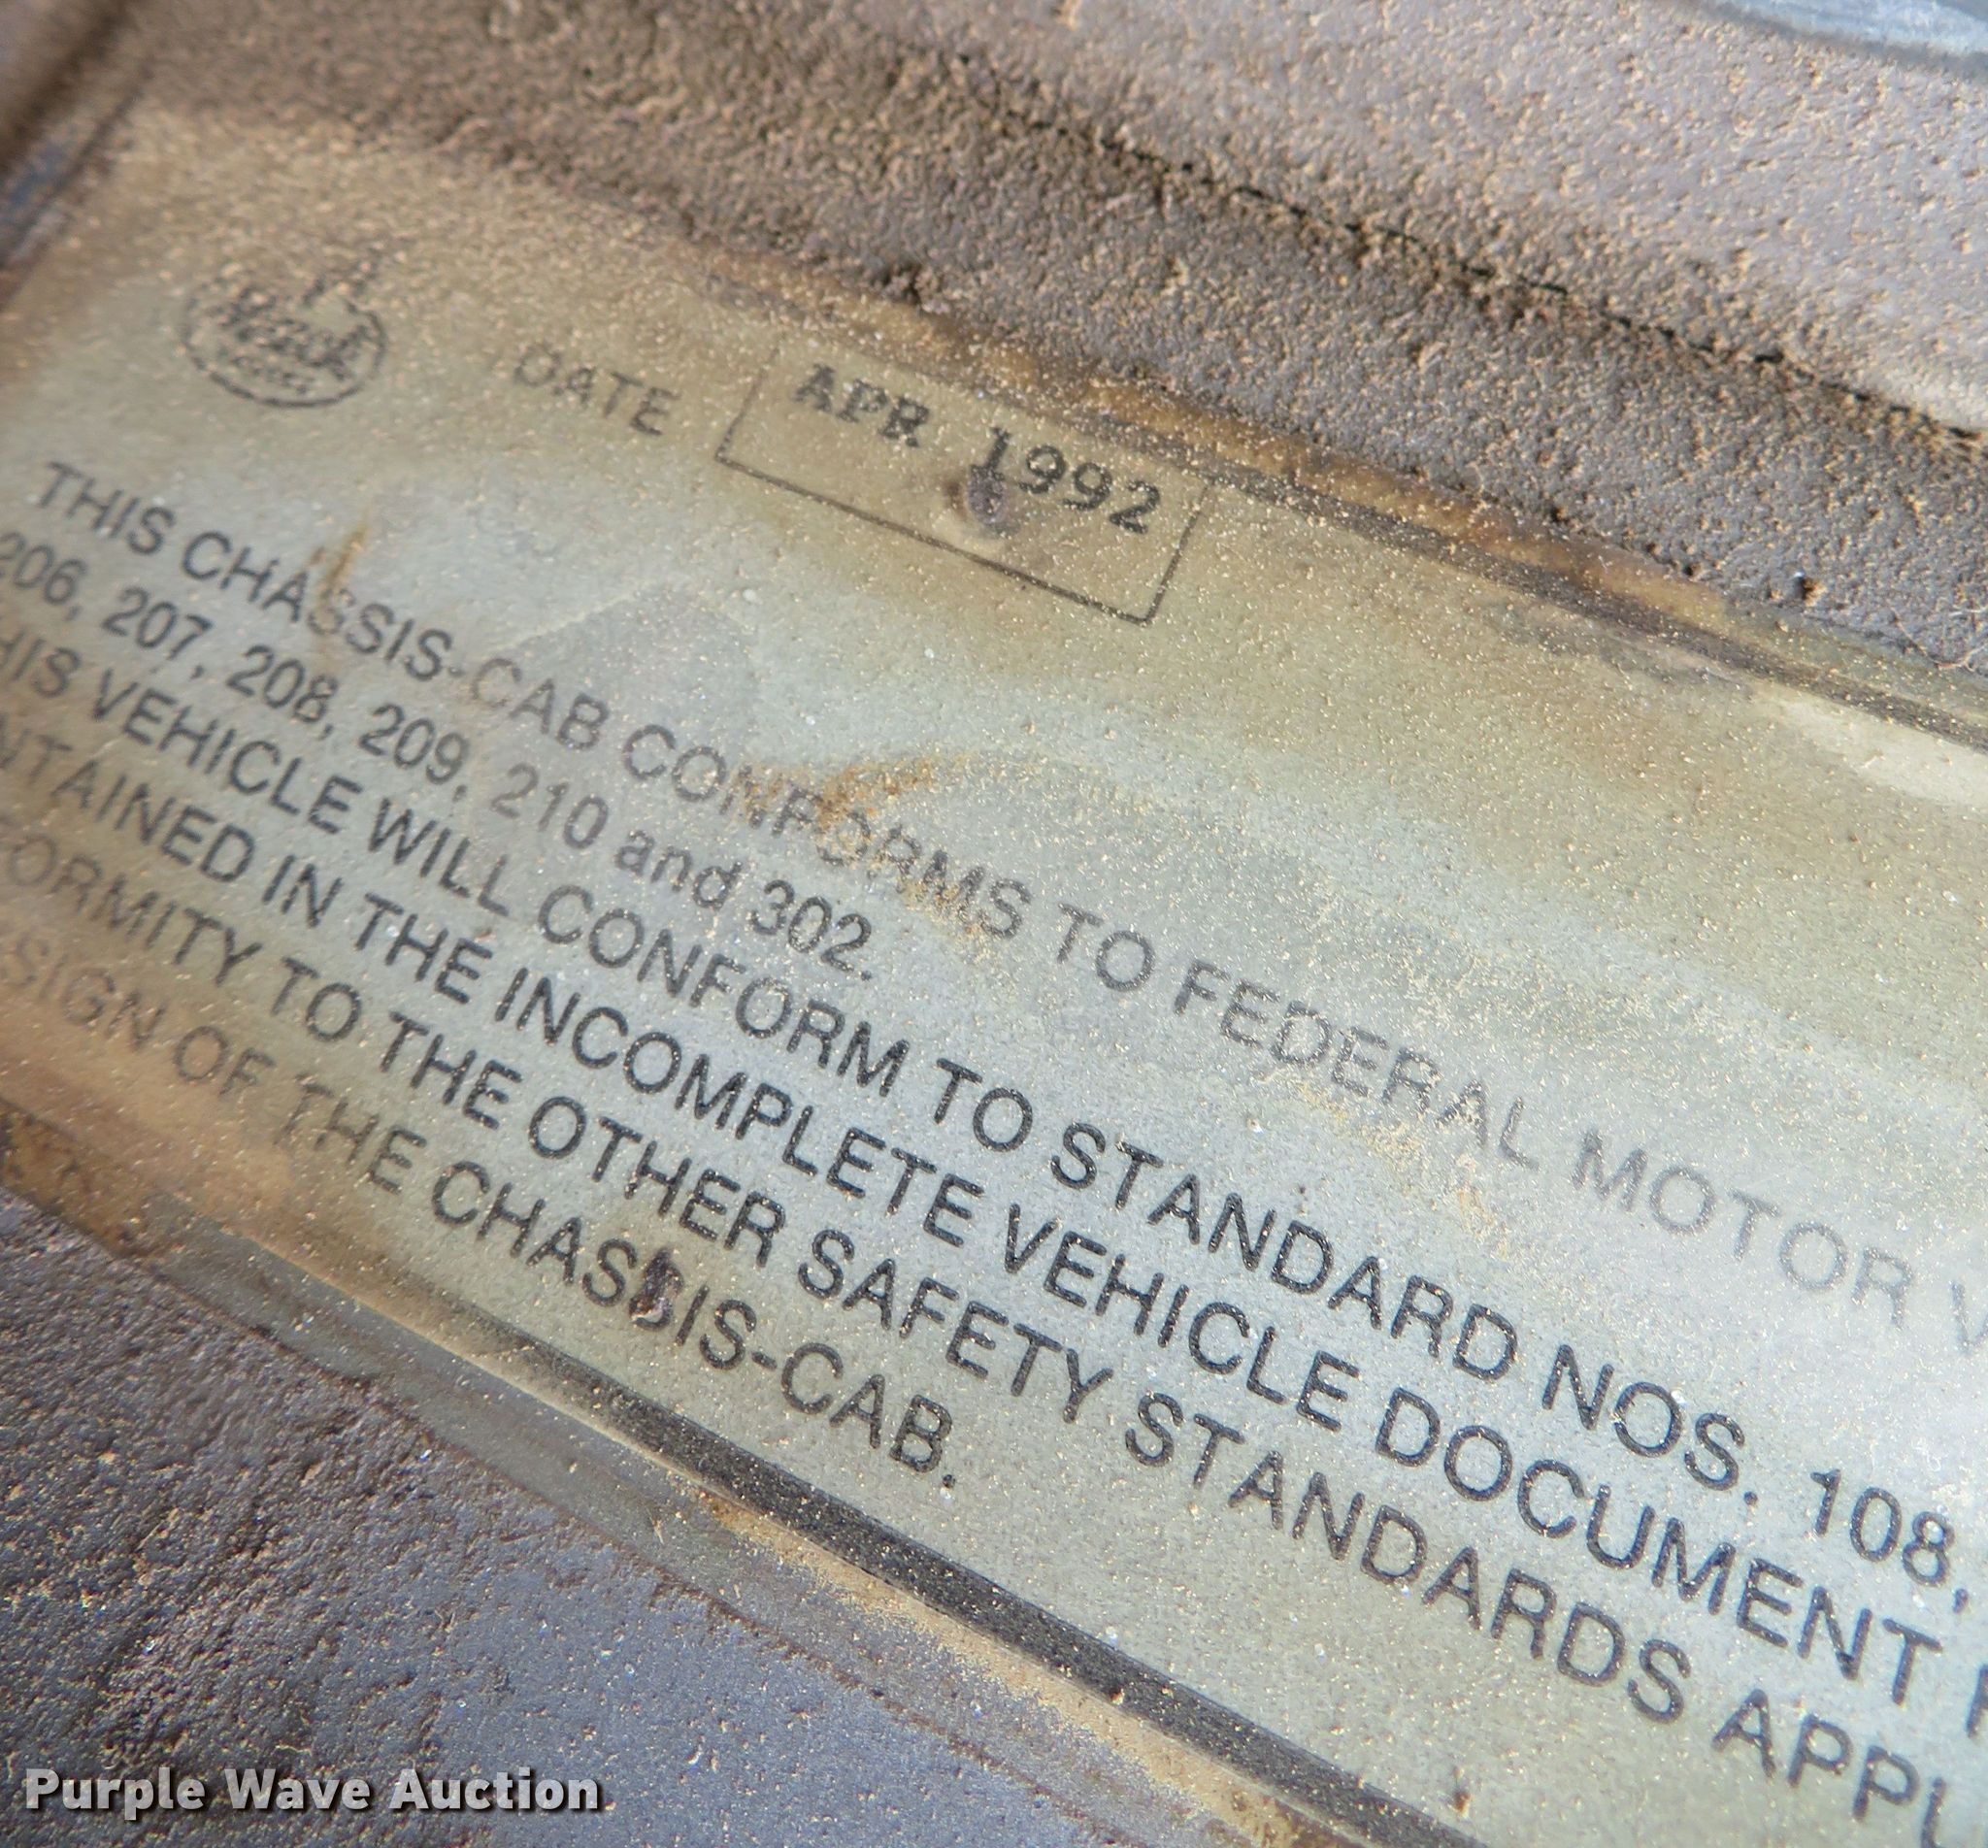 DATE APR 1992
THIS CHASSIS-CAB CONFORMS TO FEDERAL MOTOR V
206, 207, 208, 209, 210 and 302.
HIS VEHICLE WILL CONFORM TO STANDARD NOS. 108,
NTAINED IN THE INCOMPLETE VEHICLE DOCUMENT
ORMITY TO THE OTHER SAFETY STANDARDS APPL
SIGN OF THE CHASSIS-CAB.
Purple Wave Auction